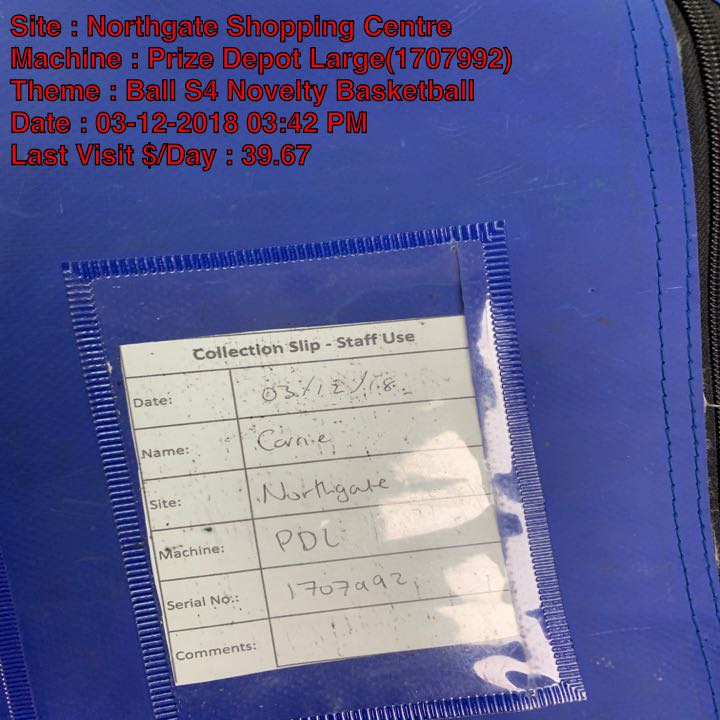 Site : Northgate Shopping Centre
Machine : Prize Depot Large(1707992)
Theme : Ball S4 Novelty Basketball
Date : 03-12-2018 03:42 PM
Last Visit $/Day : 39.67
Collection Slip - Staff Use
Date: 03/12/18
Name: Carrie
Site: Northgate
Machine: PDL
Serial No.: 1707992
Comments: